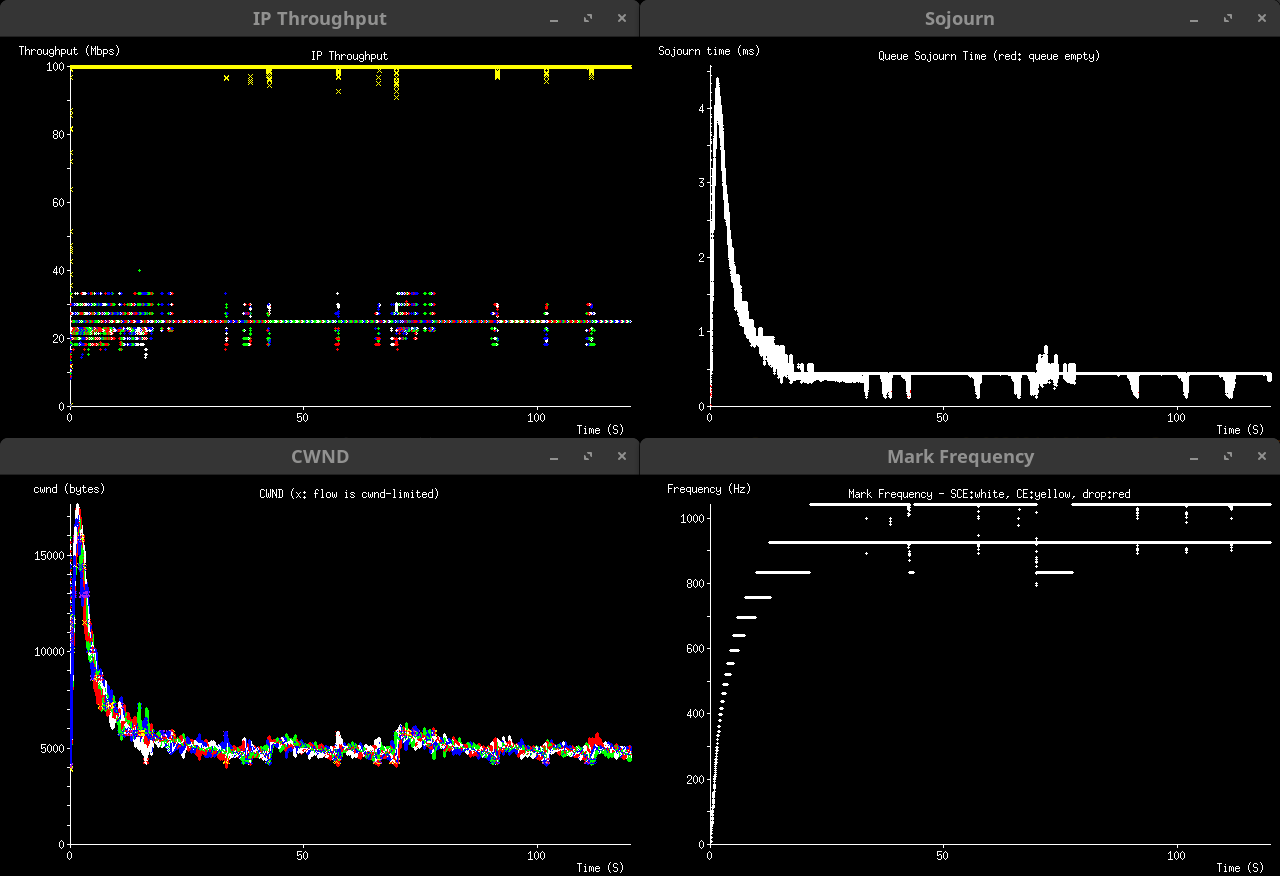 IP Throughput
Throughput (Mbps)
IP Throughput
100
80
60
40
20
0
0
50
100
Time (S)
Sojourn
Sojourn time (ms)
Queue Sojourn Time (red: queue empty)
4
3
2
1
0
0
50
100
Time (S)
CWND
cwnd (bytes)
CWND (x: flow is cwnd-limited)
15000
10000
5000
0
0
50
100
Time (S)
Mark Frequency
Frequency (Hz)
Mark Frequency - SCE:white, CE:yellow, drop:red
1000
800
600
400
200
0
0
50
100
Time (S)